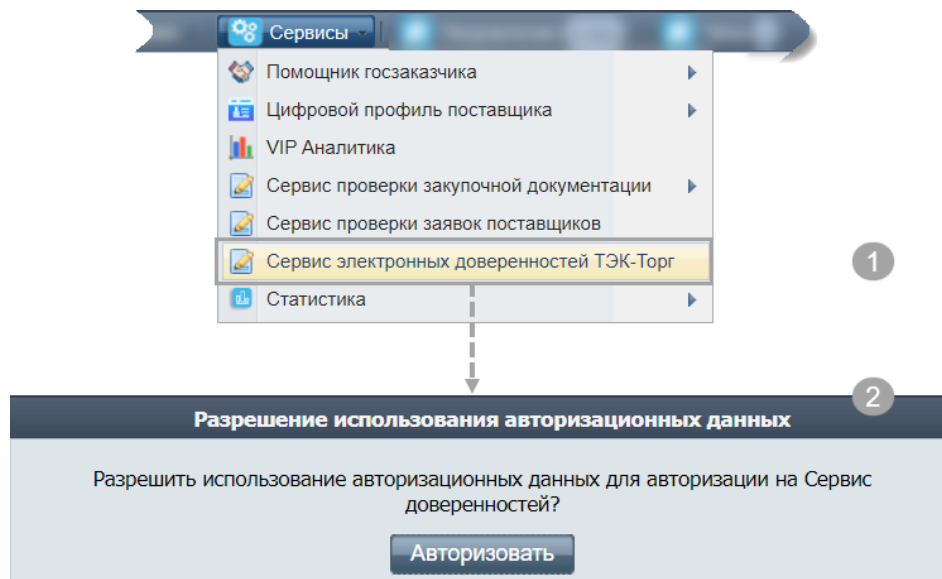 Сервисы
Помощник госзаказчика
Цифровой профиль поставщика
VIP Аналитика
Сервис проверки закупочной документации
Сервис проверки заявок поставщиков
Сервис электронных доверенностей ТЭК-Торг
1
Статистика
2
Разрешение использования авторизационных данных
Разрешить использование авторизационных данных для авторизации на Сервис
доверенностей?
Авторизовать